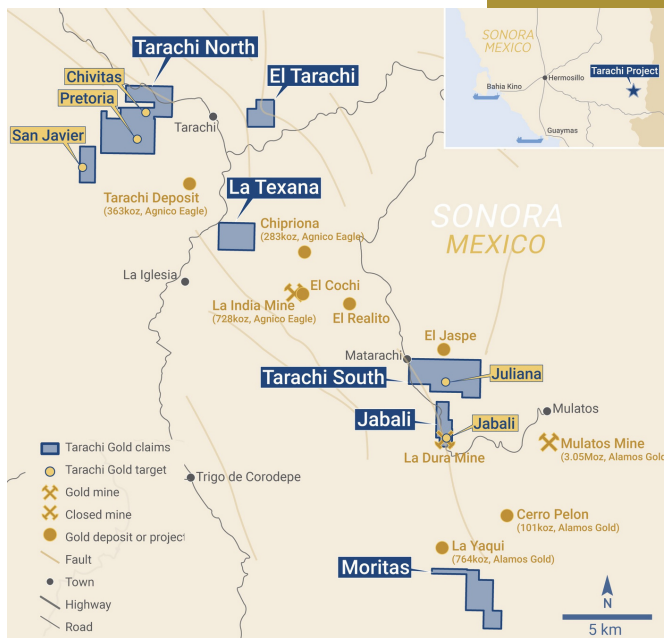 SONORA
MEXICO
Hermosillo
Tarachi Project
Bahia Kino
Guaymas
Tarachi North
Chivitas
Pretoria
El Tarachi
San Javier
Tarachi
La Texana
Tarachi Deposit
(363koz, Agnico Eagle)
Chipriona
(283koz, Agnico Eagle)
SONORA
MEXICO
La Iglesia
El Cochi
La India Mine
(728koz, Agnico Eagle)
El Realito
El Jaspe
Matarachi
Tarachi South
Juliana
Jabali
Jabali
Mulatos
La Dura Mine
Mulatos Mine
(3.05Moz, Alamos Gold)
Tarachi Gold claims
Tarachi Gold target
Gold mine
Closed mine
Gold deposit or project
Fault
Town
Highway
Road
Trigo de Corodepe
Cerro Pelon
(101koz, Alamos Gold)
La Yaqui
(764koz, Alamos Gold)
Moritas
N
5 km